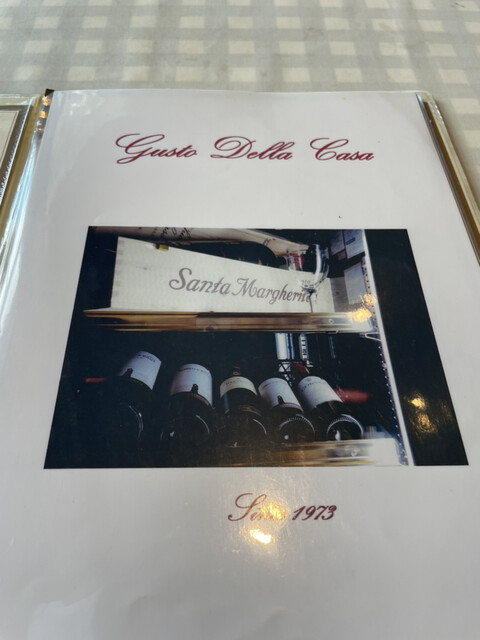 Gusto Della Casa
Santa Margherita
Since 1973